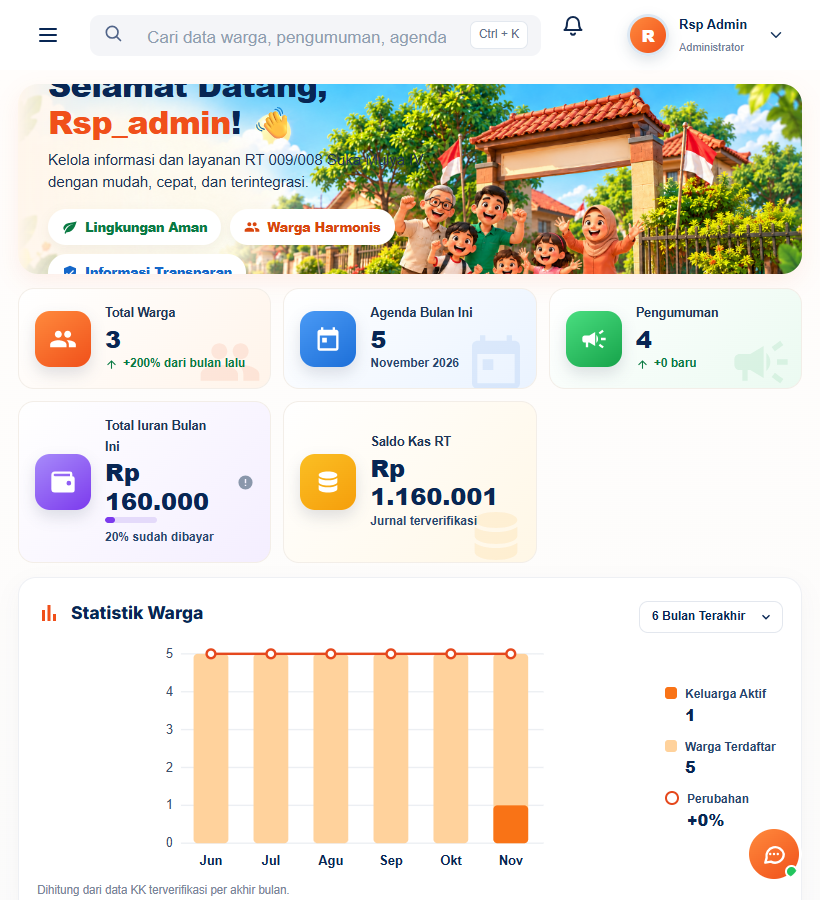 Cari data warga, pengumuman, agenda
Ctrl + K
R
Rsp Admin
Administrator
Selamat Datang,
Rsp_admin!
Kelola informasi dan layanan RT 009/008
dengan mudah, cepat, dan terintegrasi.
Lingkungan Aman
Warga Harmonis
Informasi Transparan
Total Warga
3
+200% dari bulan lalu
Agenda Bulan Ini
5
November 2026
Pengumuman
4
+0 baru
Total Iuran Bulan
Ini
Rp
160.000
20% sudah dibayar
Saldo Kas RT
Rp
1.160.001
Jurnal terverifikasi
Statistik Warga
6 Bulan Terakhir
5
4
3
2
1
0
Jun Jul Agu Sep Okt Nov
Keluarga Aktif
1
Warga Terdaftar
5
Perubahan
+0%
Dihitung dari data KK terverifikasi per akhir bulan.